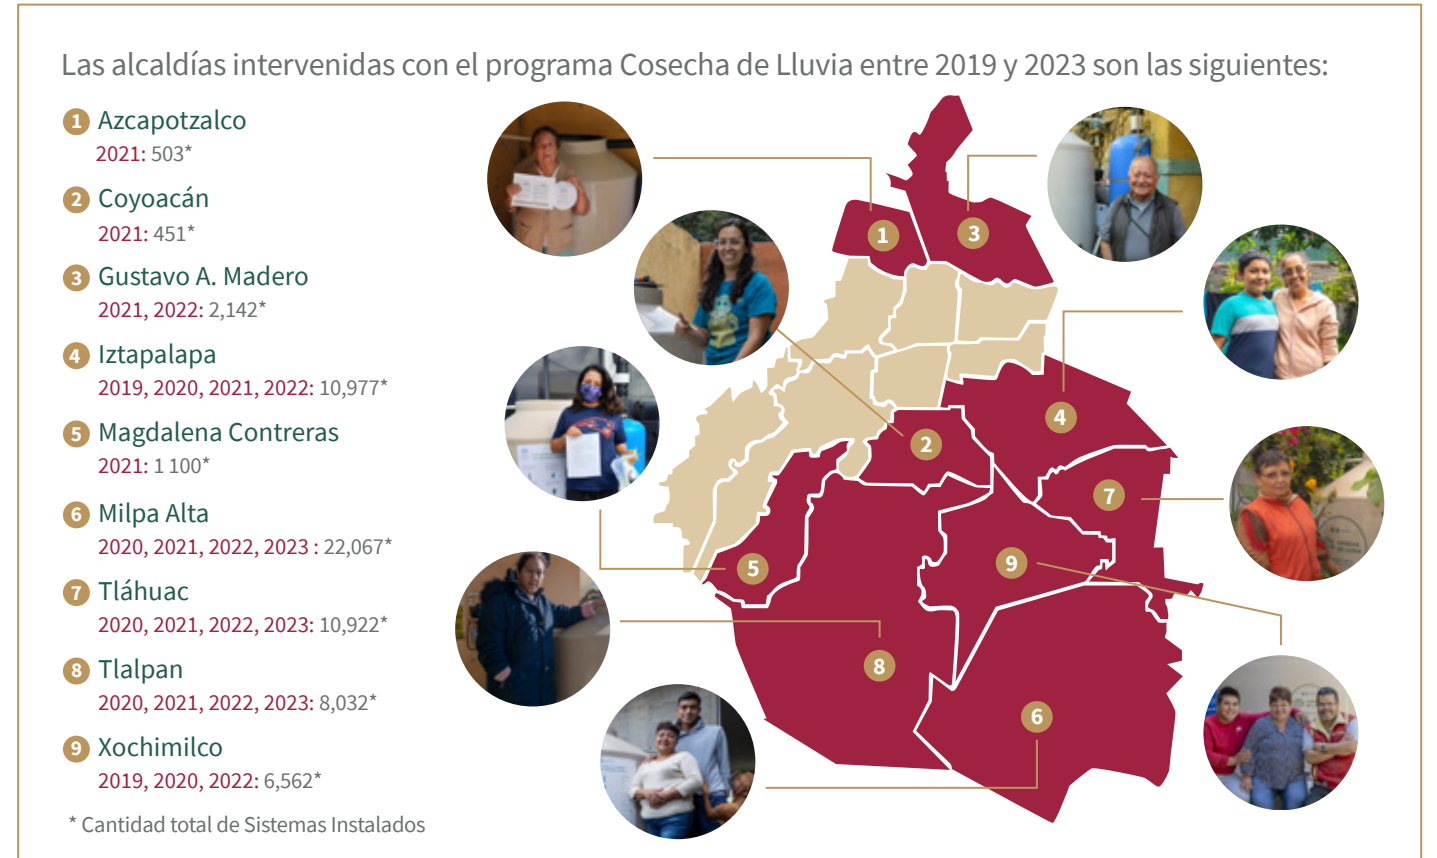 Las alcaldías intervenidas con el programa Cosecha de Lluvia entre 2019 y 2023 son las siguientes:
1 Azcapotzalco
2021: 503*
2 Coyoacán
2021: 451*
3 Gustavo A. Madero
2021, 2022: 2,142*
4 Iztapalapa
2019, 2020, 2021, 2022: 10,977*
5 Magdalena Contreras
2021: 1 100*
6 Milpa Alta
2020, 2021, 2022, 2023 : 22,067*
7 Tláhuac
2020, 2021, 2022, 2023: 10,922*
8 Tlalpan
2020, 2021, 2022, 2023: 8,032*
9 Xochimilco
2019, 2020, 2022: 6,562*
* Cantidad total de Sistemas Instalados
1
3
4
2
7
5
9
8
6